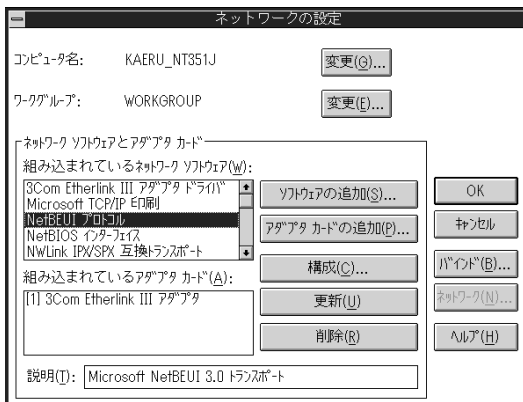 ネットワークの設定
ｺﾝﾋﾟｭｰﾀ名: KAERU_NT351J 変更(G)...
ﾜｰｸｸﾞﾙｰﾌﾟ: WORKGROUP 変更(E)...
ﾈｯﾄﾜｰｸ ｿﾌﾄｳｪｱとｱﾀﾞﾌﾟﾀ ｶｰﾄﾞ
組み込まれているﾈｯﾄﾜｰｸ ｿﾌﾄｳｪｱ(W):
3Com Etherlink III ｱﾀﾞﾌﾟﾀ ﾄﾞﾗｲﾊﾞ
Microsoft TCP/IP 印刷
NetBEUI ﾌﾟﾛﾄｺﾙ
NetBIOS ｲﾝﾀｰﾌｪｲｽ
NWLink IPX/SPX 互換ﾄﾗﾝｽﾎﾟｰﾄ
組み込まれているｱﾀﾞﾌﾟﾀ ｶｰﾄﾞ(A):
[1] 3Com Etherlink III ｱﾀﾞﾌﾟﾀ
ｿﾌﾄｳｪｱの追加(S)...
ｱﾀﾞﾌﾟﾀ ｶｰﾄﾞの追加(P)...
構成(C)...
更新(U)
削除(R)
OK
ｷｬﾝｾﾙ
ﾊﾞｲﾝﾄﾞ(B)...
ﾈｯﾄﾜｰｸ(N)...
ﾍﾙﾌﾟ(H)
説明(T): Microsoft NetBEUI 3.0 ﾄﾗﾝｽﾎﾟｰﾄ